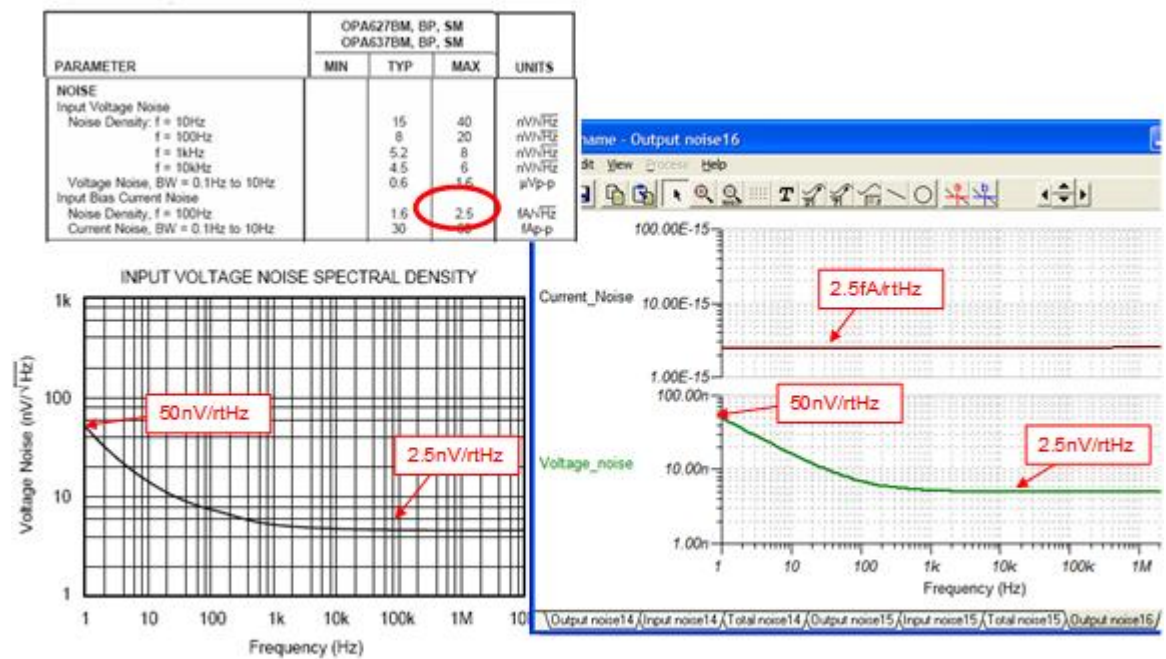 OPA627BM, BP, SM
OPA637BM, BP, SM
PARAMETER MIN TYP MAX UNITS
NOISE
Input Voltage Noise
Noise Density: f = 10Hz 15 40 nV/√Hz
f = 100Hz 8 20 nV/√Hz
f = 1kHz 5.2 8 nV/√Hz
f = 10kHz 4.5 6 nV/√Hz
Voltage Noise, BW = 0.1Hz to 10Hz 0.6 1.6 µVp-p
Input Bias Current Noise
Noise Density, f = 100Hz 1.6 2.5 fA/√Hz
Current Noise, BW = 0.1Hz to 10Hz 30 fAp-p
INPUT VOLTAGE NOISE SPECTRAL DENSITY
Voltage Noise (nV/√Hz)
1k
100
10
1
50nV/rtHz
2.5nV/rtHz
1 10 100 1k 10k 100k 1M 10
Frequency (Hz)
name - Output noise16
dit View Process Help
T
a b
100.00E-15
Current_Noise 10.00E-15
1.00E-15
2.5fA/rtHz
100.00n
Voltage_noise 10.00n
1.00n
50nV/rtHz
2.5nV/rtHz
1 10 100 1k 10k 100k 1M
Frequency (Hz)
Output noise14 Input noise14 Total noise14 Output noise15 Input noise15 Total noise15 Output noise16